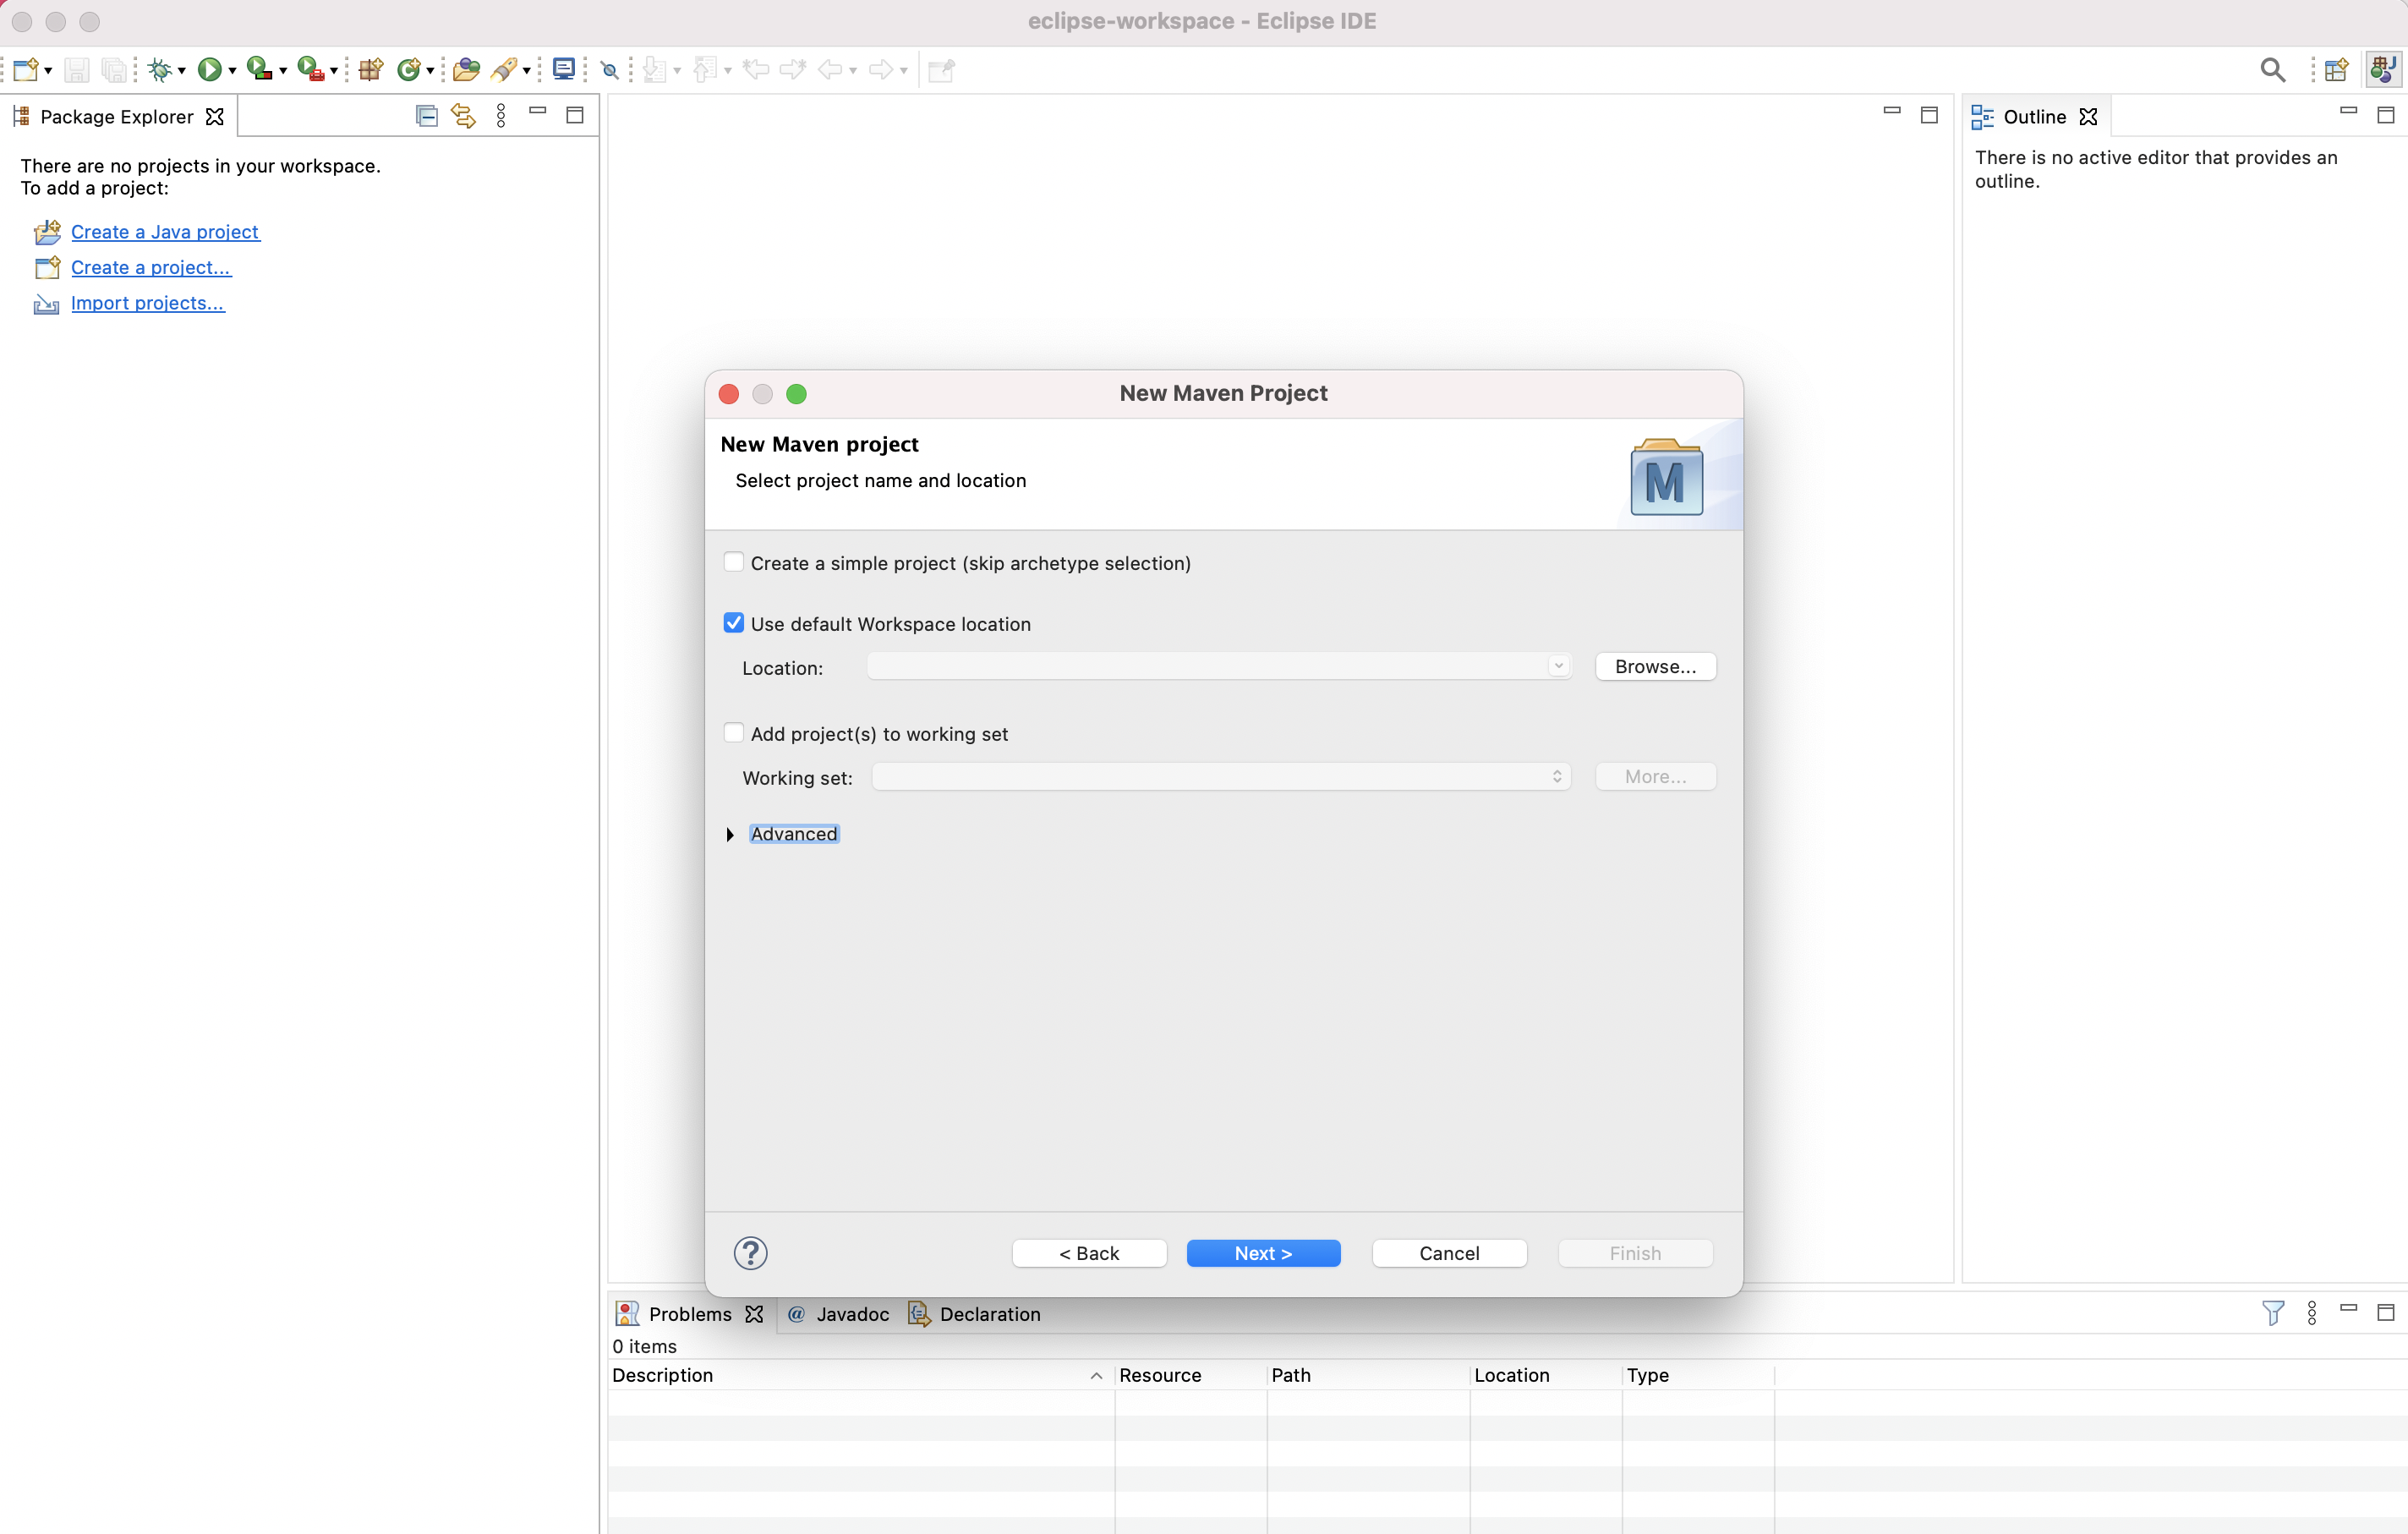 eclipse-workspace - Eclipse IDE
Package Explorer
There are no projects in your workspace.
To add a project:
Create a Java project
Create a project...
Import projects...
Outline
There is no active editor that provides an
outline.
New Maven Project
New Maven project
Select project name and location
M
Create a simple project (skip archetype selection)
Use default Workspace location
Location:
Browse...
Add project(s) to working set
Working set:
More...
Advanced
?
< Back
Next >
Cancel
Finish
Problems
@ Javadoc
Declaration
0 items
Description
Resource
Path
Location
Type